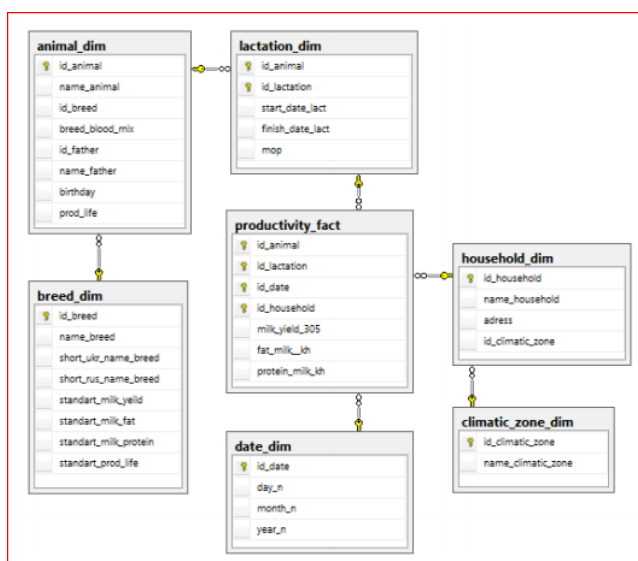 animal_dim
id_animal
name_animal
id_breed
breed_blood_mix
id_father
name_father
birthday
prod_life
lactation_dim
id_animal
id_lactation
start_date_lact
finish_date_lact
mop
productivity_fact
id_animal
id_lactation
id_date
id_household
milk_yield_305
fat_milk__kh
protein_milk_kh
household_dim
id_household
name_household
adress
id_climatic_zone
breed_dim
id_breed
name_breed
short_ukr_name_breed
short_rus_name_breed
standart_milk_yeild
standart_milk_fat
standart_milk_protein
standart_prod_life
climatic_zone_dim
id_climatic_zone
name_climatic_zone
date_dim
id_date
day_n
month_n
year_n